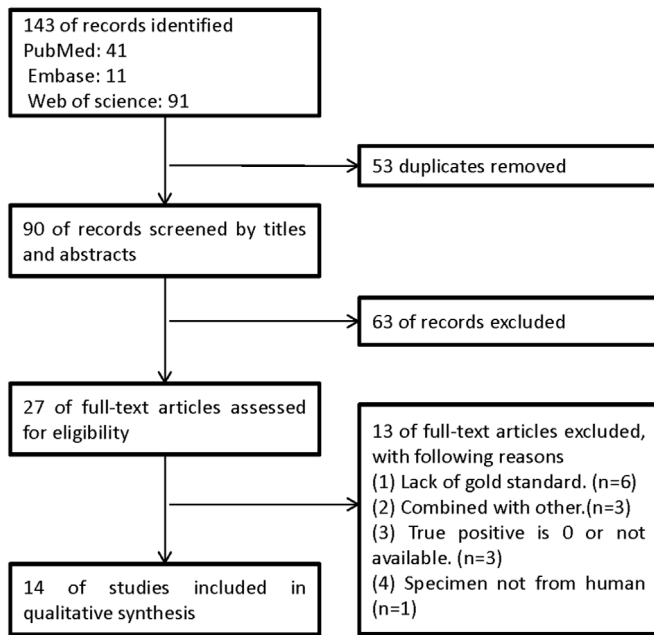 143 of records identified
PubMed: 41
Embase: 11
Web of science: 91
53 duplicates removed
90 of records screened by titles
and abstracts
63 of records excluded
27 of full-text articles assessed
for eligibility
13 of full-text articles excluded,
with following reasons
(1) Lack of gold standard. (n=6)
(2) Combined with other.(n=3)
(3) True positive is 0 or not
available. (n=3)
(4) Specimen not from human
(n=1)
14 of studies included in
qualitative synthesis